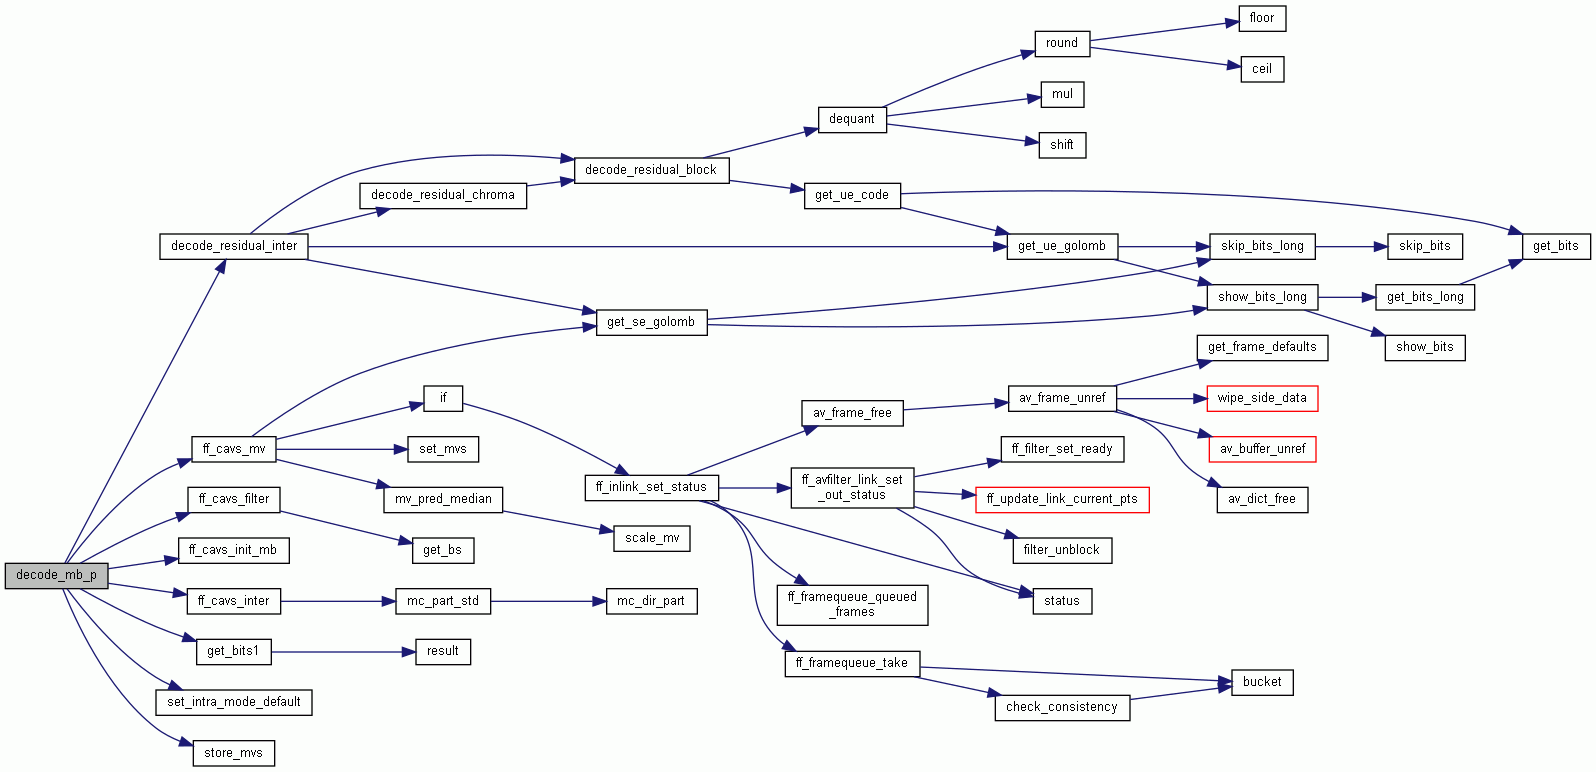 floor
round
ceil
mul
dequant
shift
decode_residual_block
decode_residual_chroma
get_ue_code
decode_residual_inter
get_ue_golomb
skip_bits_long
skip_bits
get_bits
show_bits_long
get_bits_long
get_se_golomb
show_bits
get_frame_defaults
if
av_frame_unref
wipe_side_data
av_frame_free
ff_cavs_mv
set_mvs
ff_filter_set_ready
av_buffer_unref
ff_inlink_set_status
ff_avfilter_link_set
_out_status
ff_cavs_filter
mv_pred_median
ff_update_link_current_pts
av_dict_free
scale_mv
ff_cavs_init_mb
get_bs
filter_unblock
decode_mb_p
ff_cavs_inter
mc_part_std
mc_dir_part
ff_framequeue_queued
_frames
status
get_bits1
result
ff_framequeue_take
bucket
set_intra_mode_default
check_consistency
store_mvs